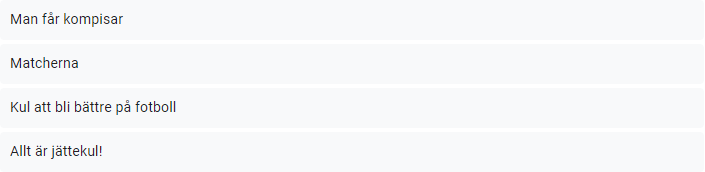 Man får kompisar
Matcherna
Kul att bli bättre på fotboll
Allt är jättekul!